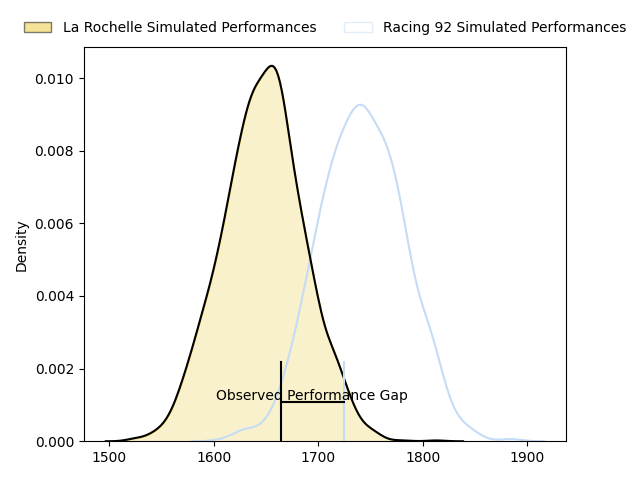 La Rochelle Simulated Performances
Racing 92 Simulated Performances
0.010
0.008
0.006
0.004
0.002
0.000
Density
Observed Performance Gap
1500
1600
1700
1800
1900